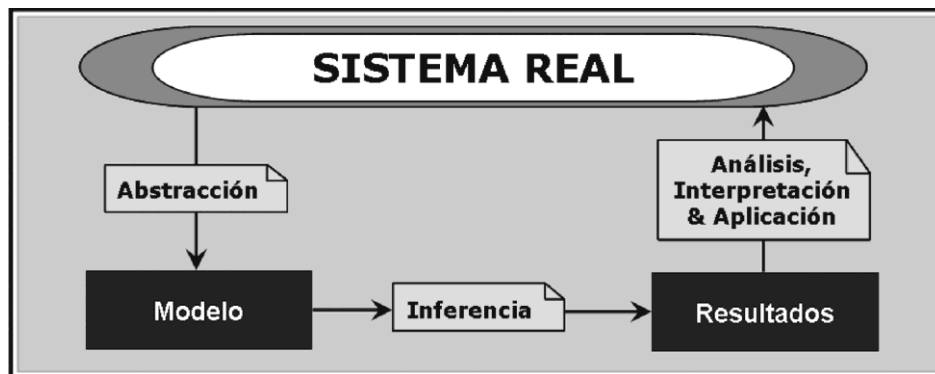 SISTEMA REAL
Abstracción
Análisis,
Interpretación
& Aplicación
Modelo
Inferencia
Resultados